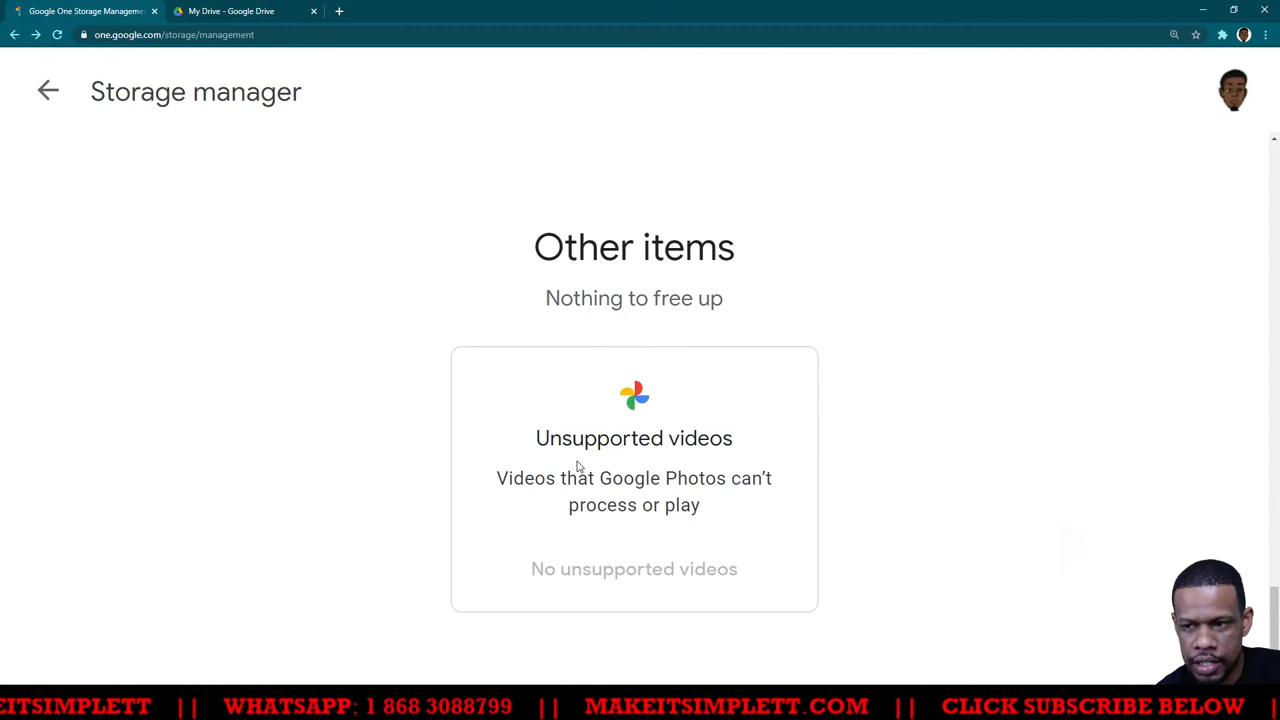 Google One Storage Manageme
My Drive - Google Drive
one.google.com/storage/management
Storage manager
Other items
Nothing to free up
Unsupported videos
Videos that Google Photos can't
process or play
No unsupported videos
EITSIMPLETT || WHATSAPP: 1 868 3088799 || MAKEITSIMPLETT.COM || CLICK SUBSCRIBE BELOW